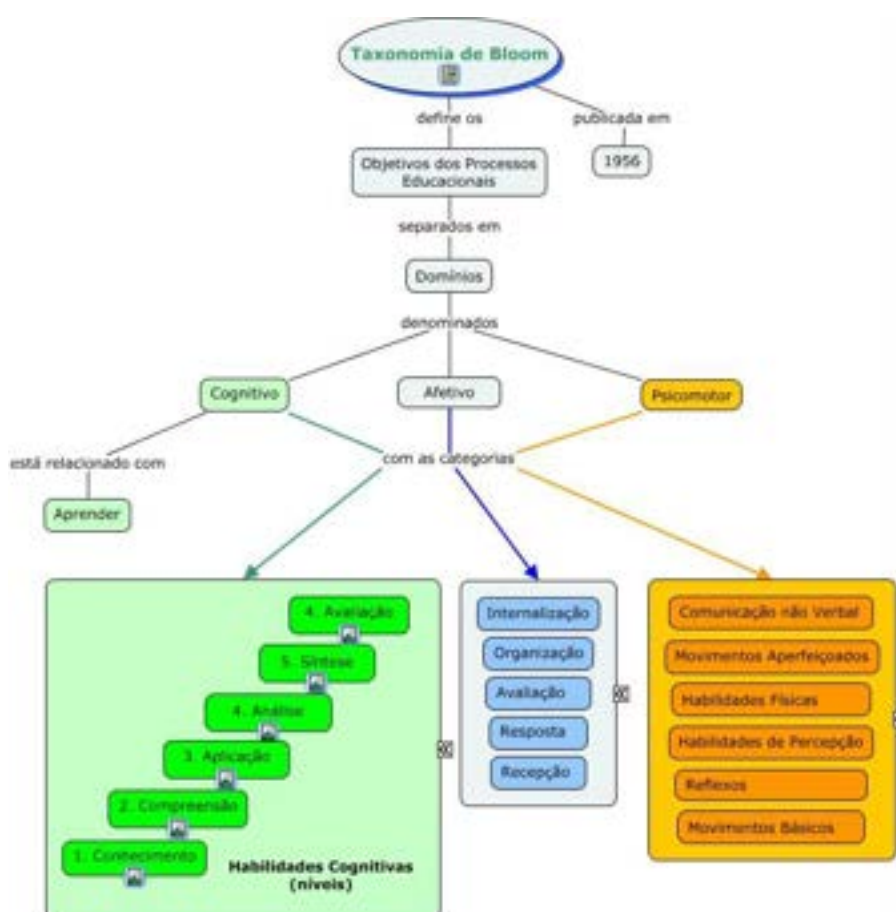 Taxonomia de Bloom
define os
publicada em
Objetivos dos Processos
Educacionais
1956
separados em
Domínios
denominados
Cognitivo
Afetivo
Psicomotor
está relacionado com
com as categorias
Aprender
4. Avaliação
5. Síntese
4. Análise
3. Aplicação
2. Compreensão
1. Conhecimento
Habilidades Cognitivas
(níveis)
Internalização
Organização
Avaliação
Resposta
Recepção
Comunicação não Verbal
Movimentos Aperfeiçoados
Habilidades Físicas
Habilidades de Percepção
Reflexos
Movimentos Básicos